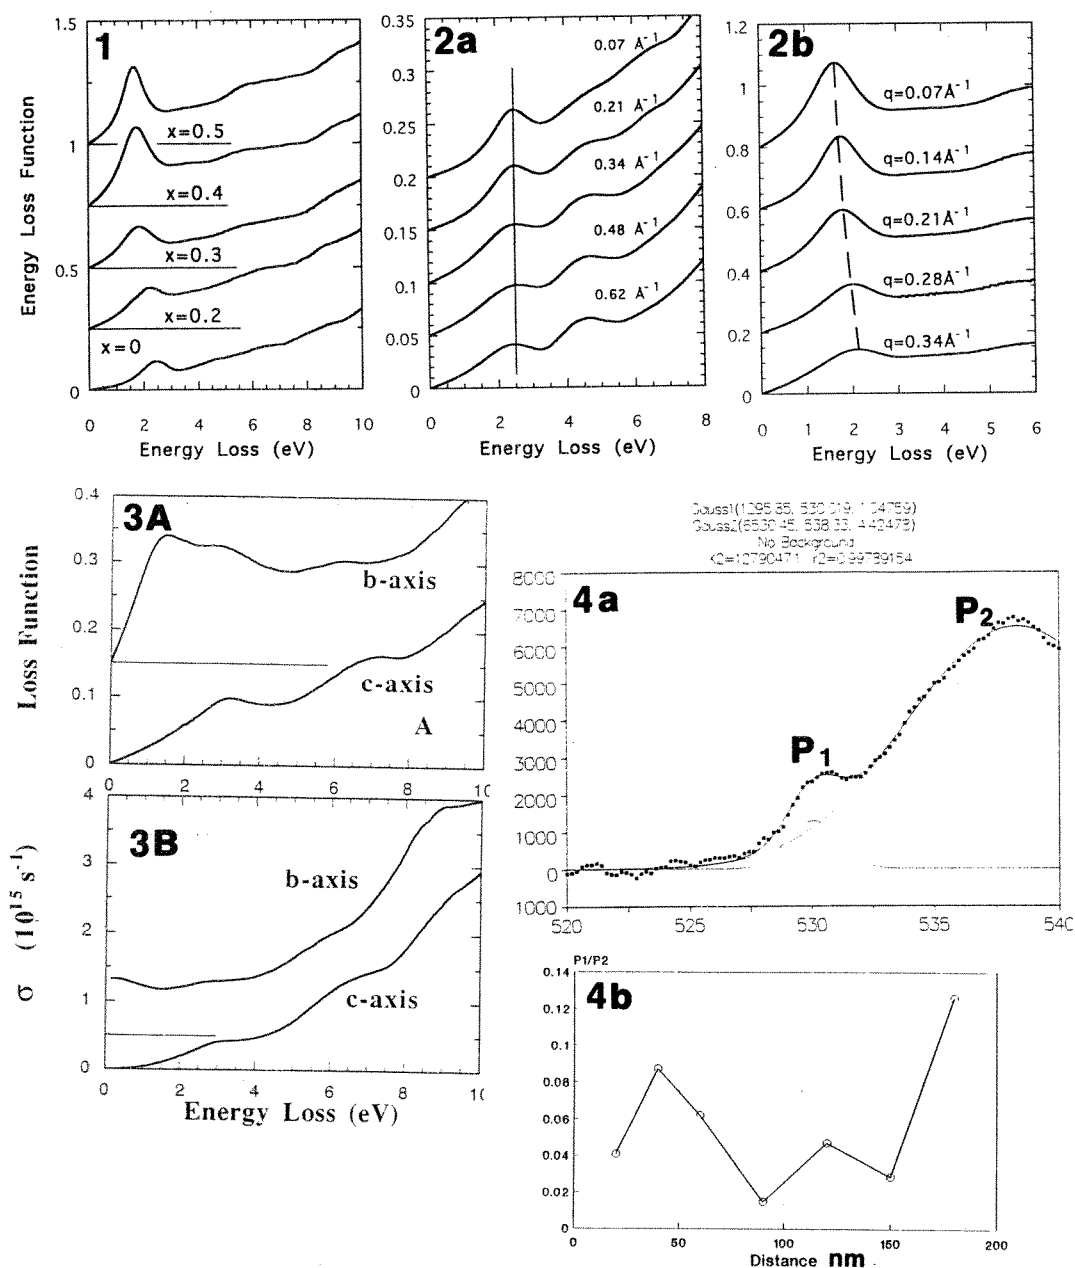 1
Energy Loss Function
1.5
1
0.5
0
x=0.5
x=0.4
x=0.3
x=0.2
x=0
0 2 4 6 8 10
Energy Loss (eV)
2a
0.35
0.3
0.25
0.2
0.15
0.1
0.05
0
0.07 Å⁻¹
0.21 Å⁻¹
0.34 Å⁻¹
0.48 Å⁻¹
0.62 Å⁻¹
0 2 4 6 8
Energy Loss (eV)
2b
1.2
1
0.8
0.6
0.4
0.2
0
q=0.07Å⁻¹
q=0.14Å⁻¹
q=0.21Å⁻¹
q=0.28Å⁻¹
q=0.34Å⁻¹
0 1 2 3 4 5 6
Energy Loss (eV)
3A
Loss Function
0.4
0.3
0.2
0.1
0
b-axis
c-axis
A
0 2 4 6 8 10
3B
σ (10¹⁵ s⁻¹)
4
3
2
1
0
b-axis
c-axis
0 2 4 6 8 10
Energy Loss (eV)
No Background
4a
8000
7000
6000
5000
4000
3000
2000
1000
0
1000
P₁
P₂
520 525 530 535 540
P1/P2
4b
0.14
0.12
0.1
0.08
0.06
0.04
0.02
0
0 50 100 150 200
Distance nm